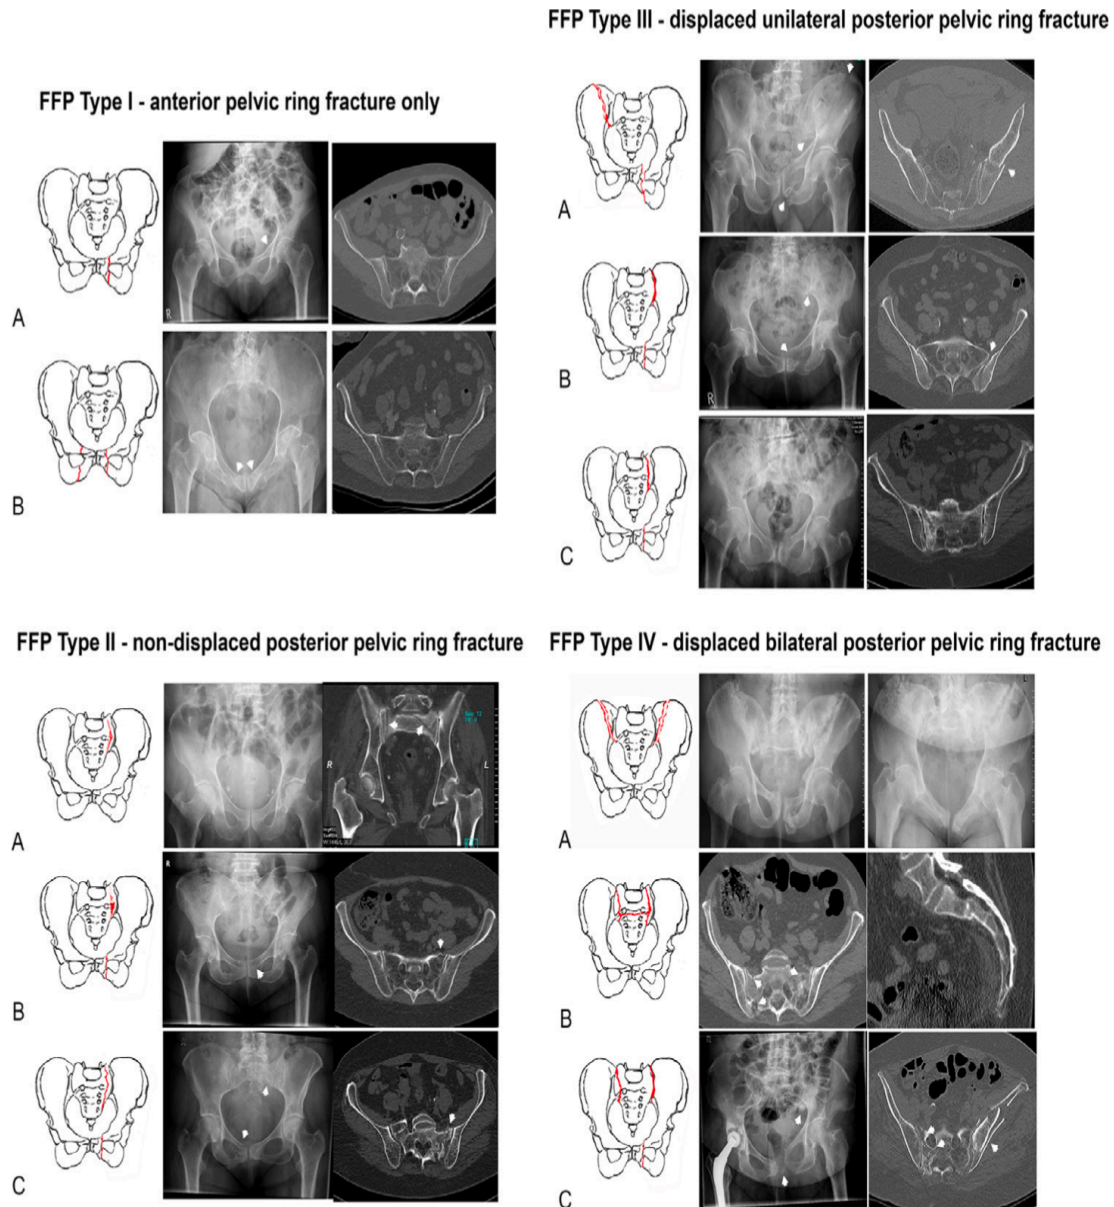 FFP Type III - displaced unilateral posterior pelvic ring fracture
FFP Type I - anterior pelvic ring fracture only
A
R
B
A
B
R
C
FFP Type II - non-displaced posterior pelvic ring fracture
FFP Type IV - displaced bilateral posterior pelvic ring fracture
A
R
L
B
R
C
A
L
B
C